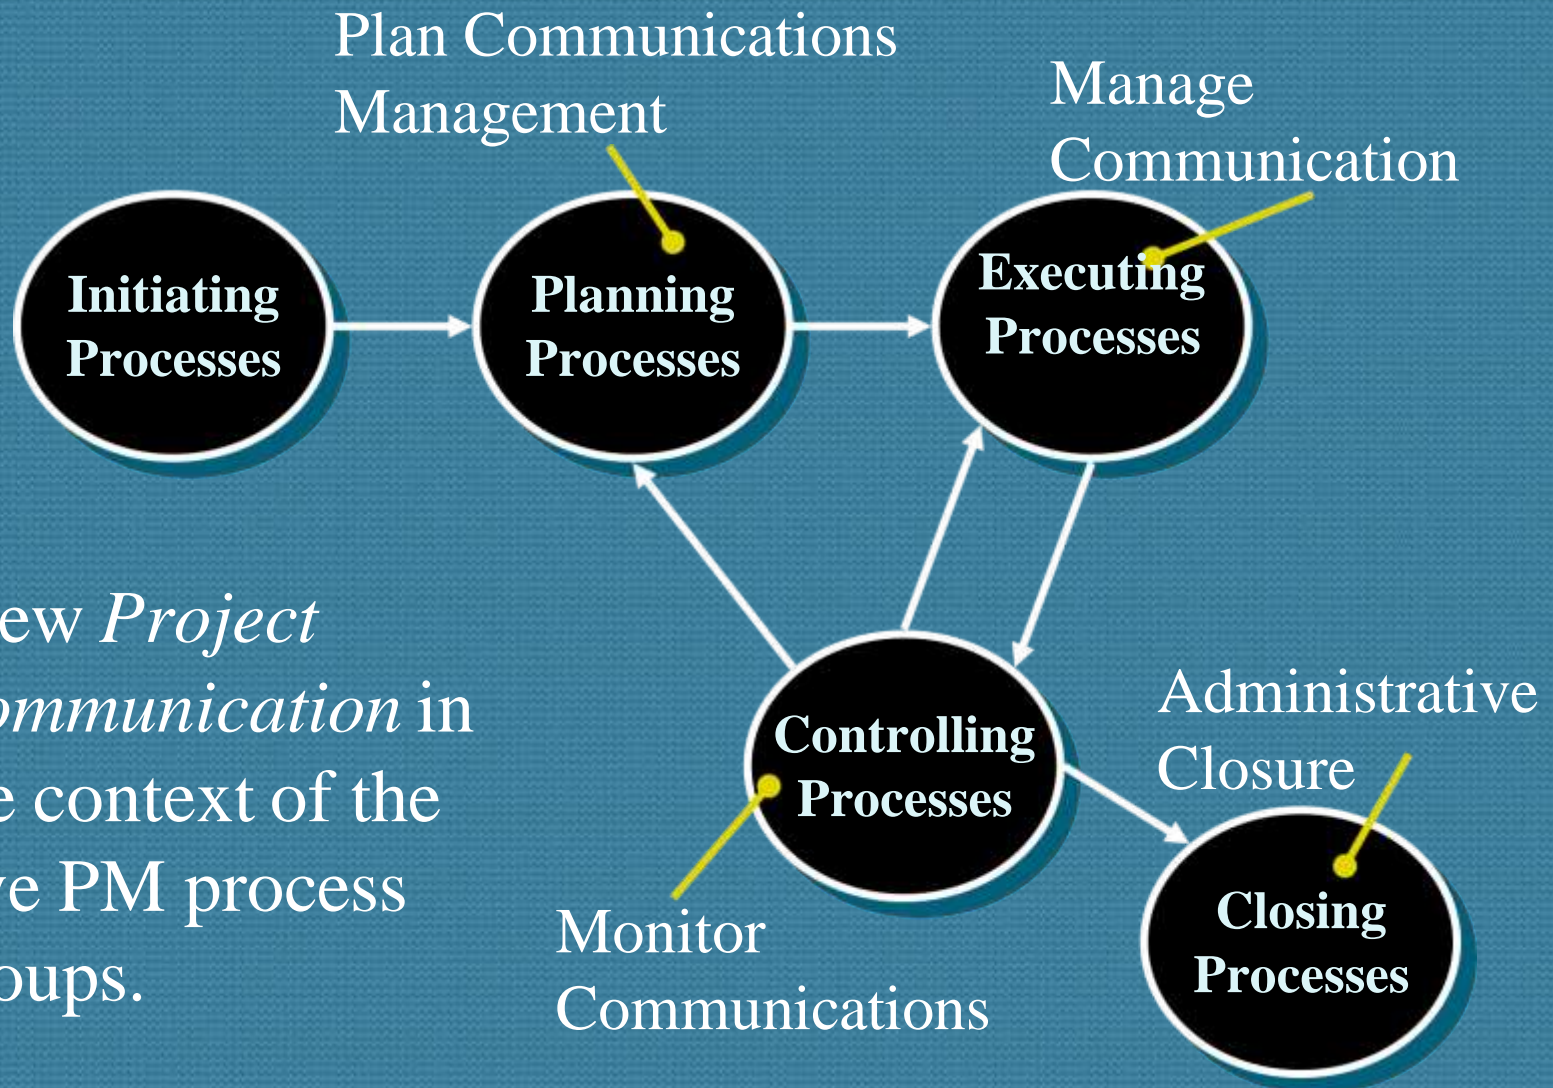 Plan Communications
Management
Manage
Communication
Initiating
Processes
Planning
Processes
Executing
Processes
ew Project
ommunication in
e context of the
ve PM process
oups.
Controlling
Processes
Administrative
Closure
Monitor
Communications
Closing
Processes